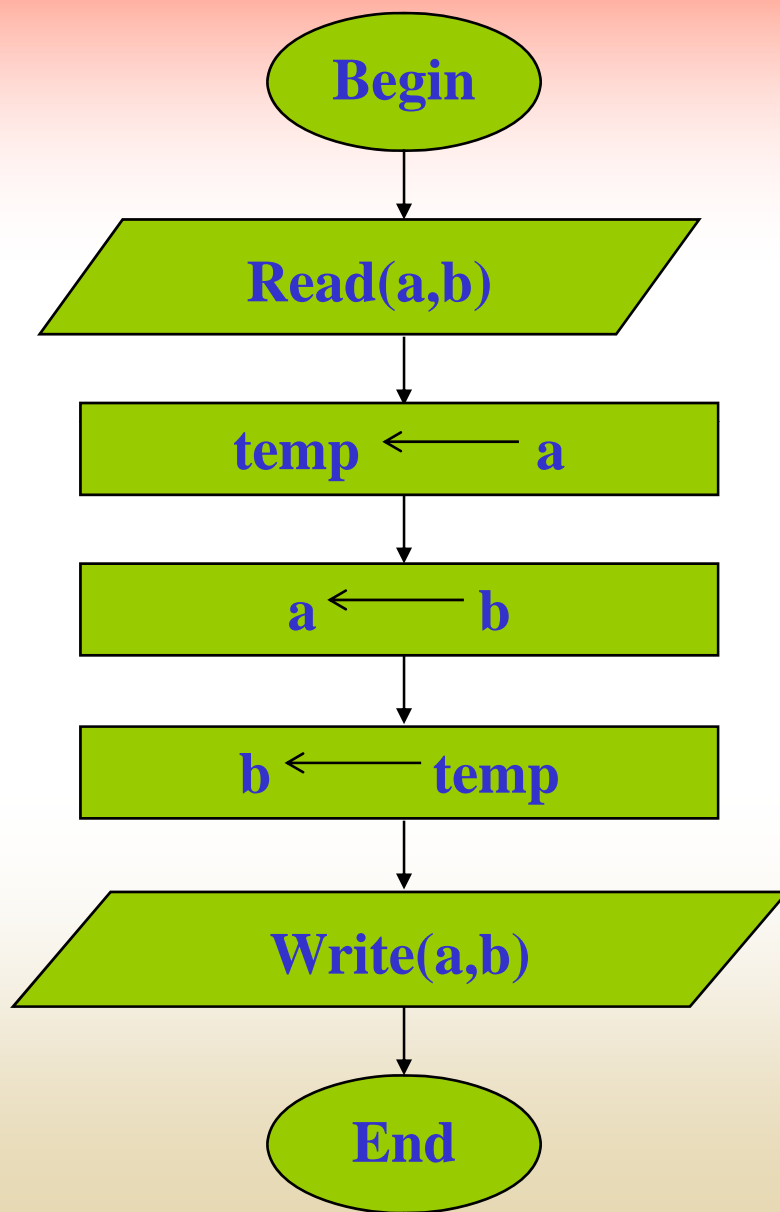 Begin
Read(a,b)
temp ← a
a ← b
b ← temp
Write(a,b)
End